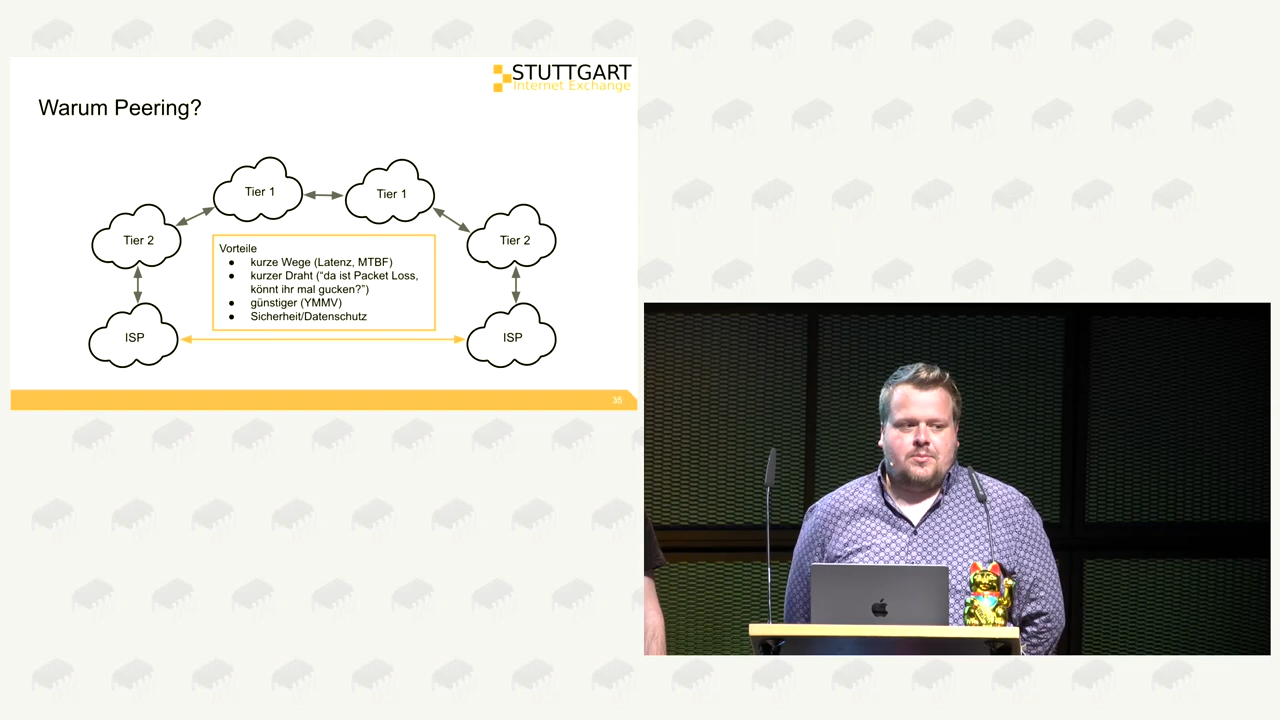 STUTTGART
Internet Exchange
Warum Peering?
Tier 1
Tier 1
Tier 2
Tier 2
Vorteile
● kurze Wege (Latenz, MTBF)
● kurzer Draht (“da ist Packet Loss,
könnt ihr mal gucken?”)
● günstiger (YMMV)
● Sicherheit/Datenschutz
ISP
ISP
35